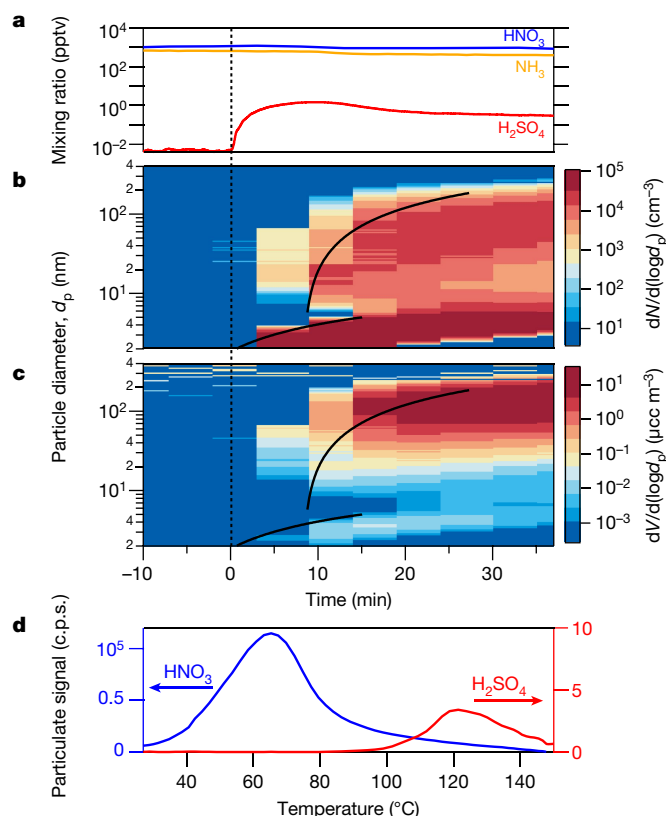 a
Mixing ratio (pptv)
10⁴
10²
10⁰
10⁻²
HNO₃
NH₃
H₂SO₄
b
Particle diameter, dₚ (nm)
4
2
10²
4
2
10¹
4
2
10⁵
10⁴
10³
10²
10¹
dN/d(logdₚ) (cm⁻³)
c
4
2
10²
4
2
10¹
4
2
10¹
10⁰
10⁻¹
10⁻²
10⁻³
dV/d(logdₚ) (μcc m⁻³)
−10
0
10
20
30
Time (min)
d
Particulate signal (c.p.s.)
10⁵
0.5
0
HNO₃
H₂SO₄
10
5
0
40
60
80
100
120
140
Temperature (°C)